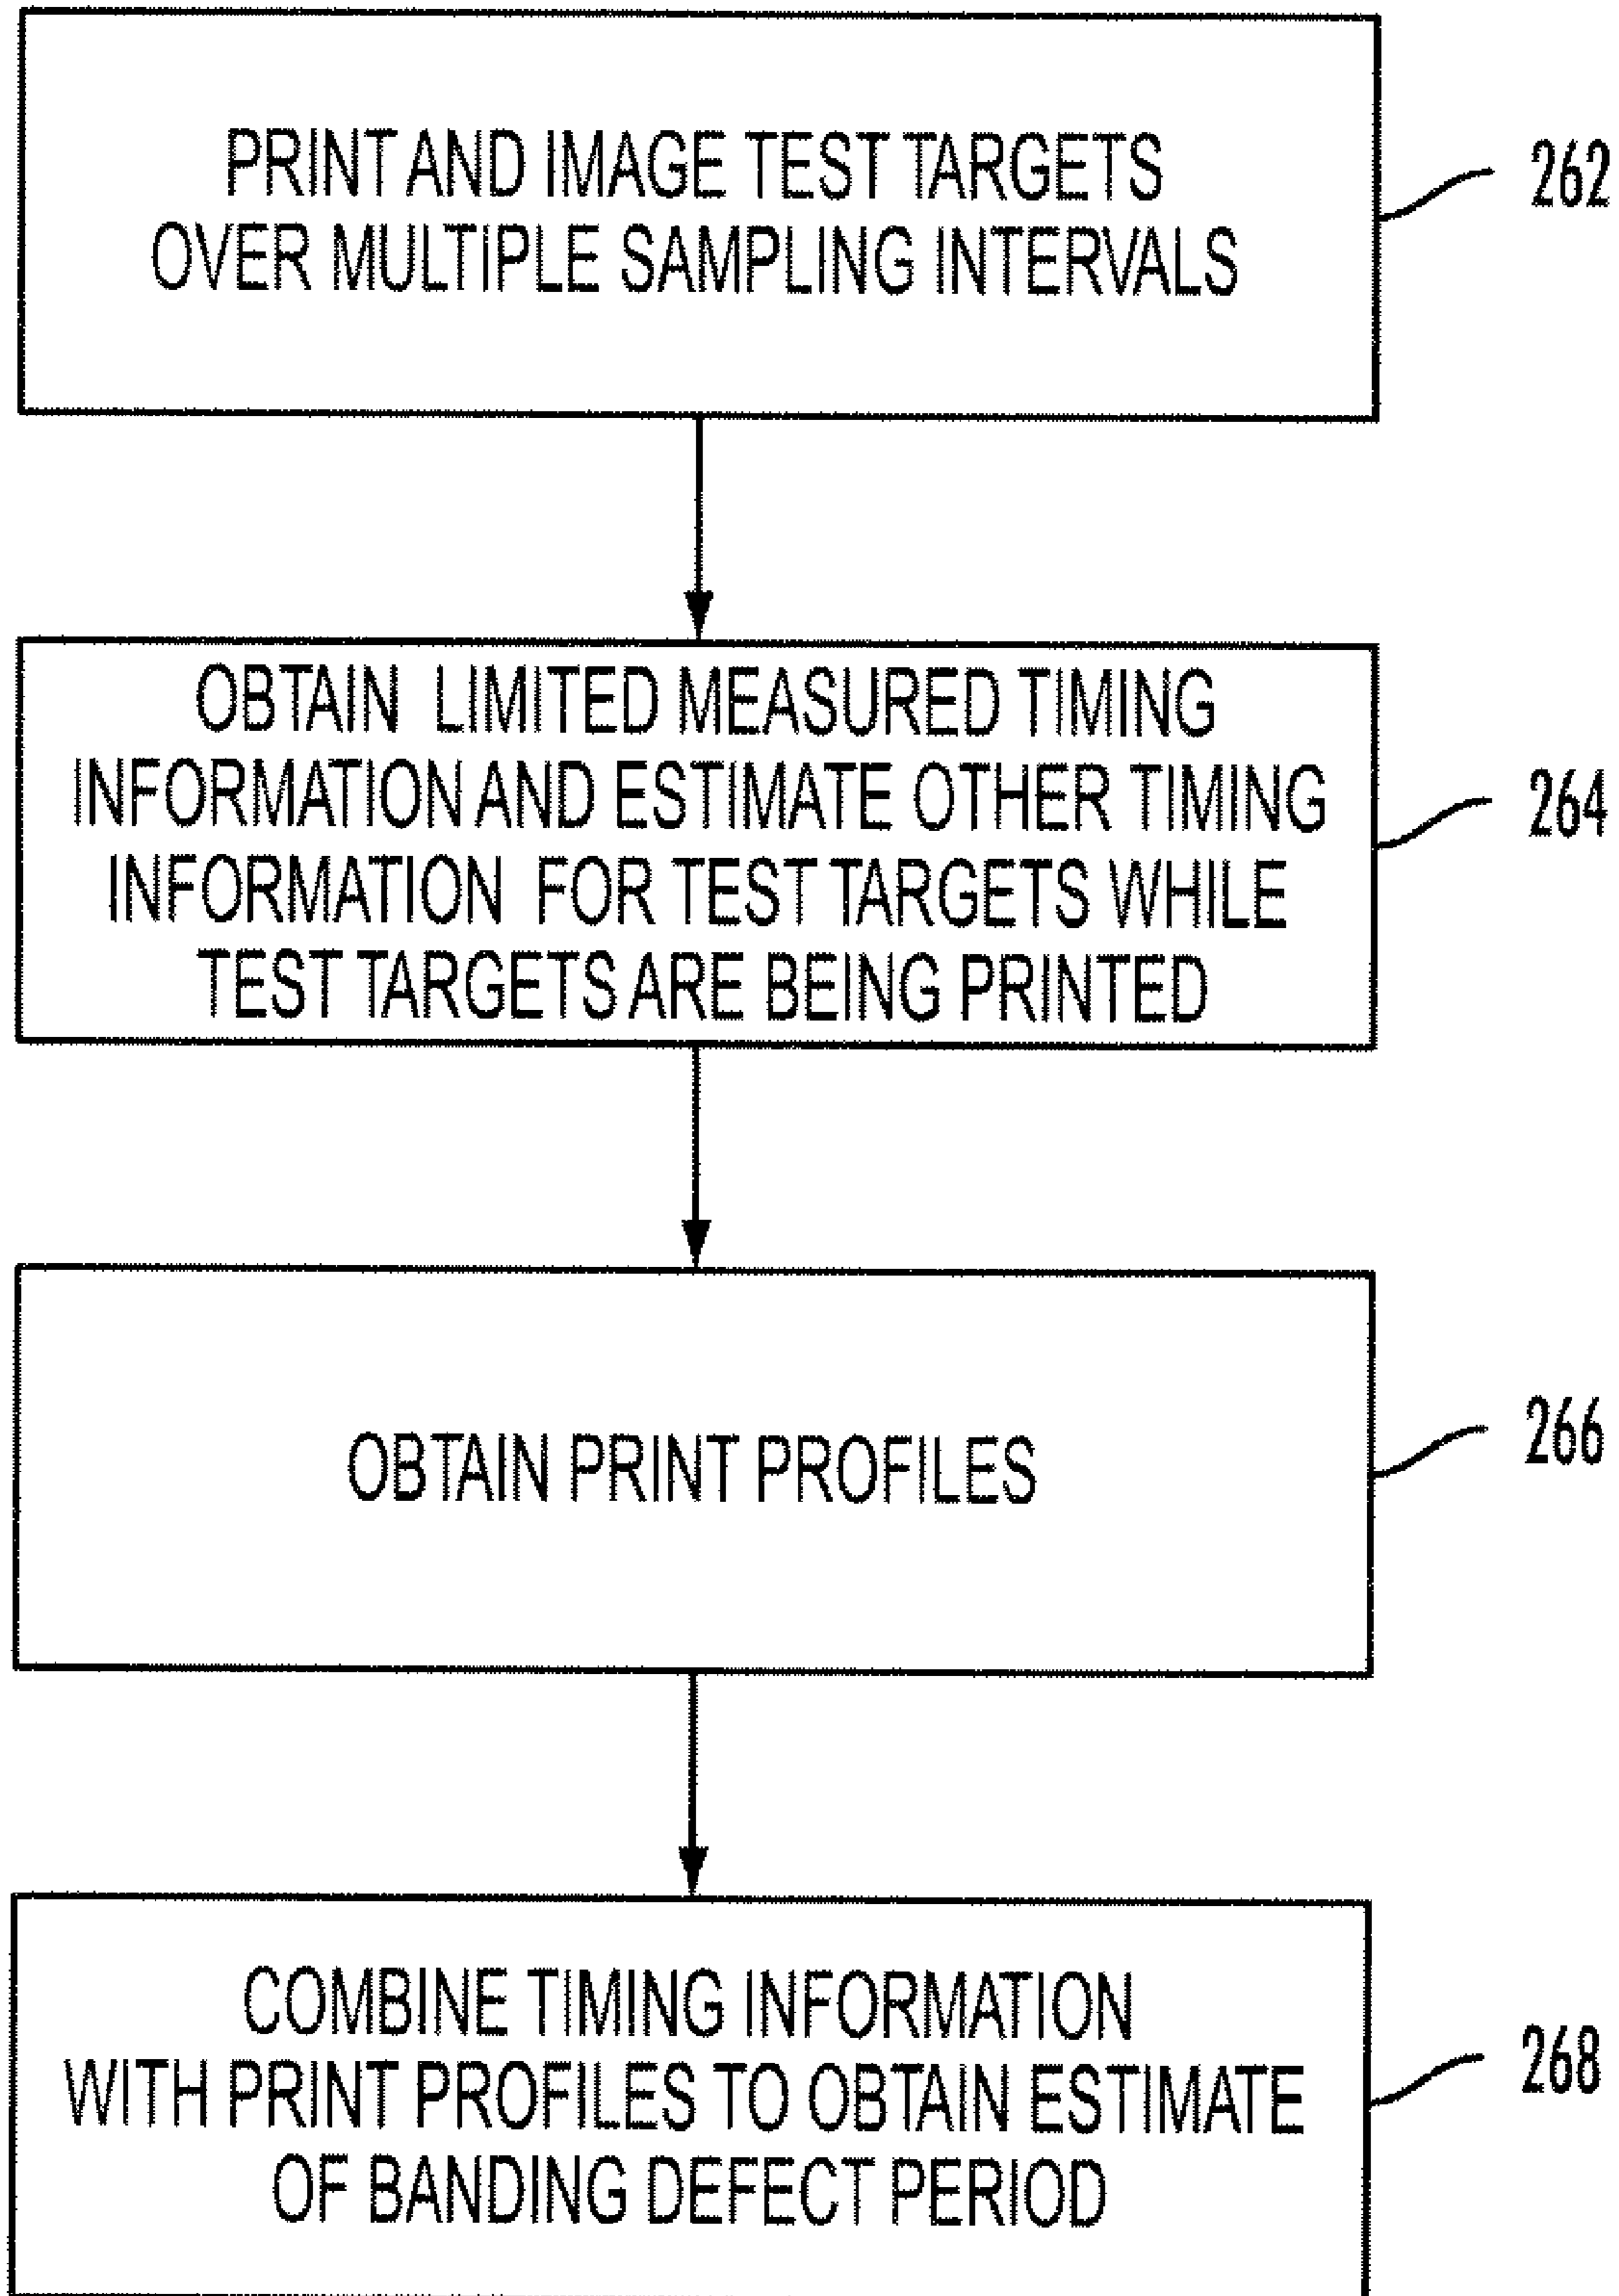 PRINT AND IMAGE TEST TARGETS
OVER MULTIPLE SAMPLING INTERVALS
262
OBTAIN LIMITED MEASURED TIMING
INFORMATION AND ESTIMATE OTHER TIMING
INFORMATION FOR TEST TARGETS WHILE
TEST TARGETS ARE BEING PRINTED
264
OBTAIN PRINT PROFILES
266
COMBINE TIMING INFORMATION
WITH PRINT PROFILES TO OBTAIN ESTIMATE
OF BANDING DEFECT PERIOD
268